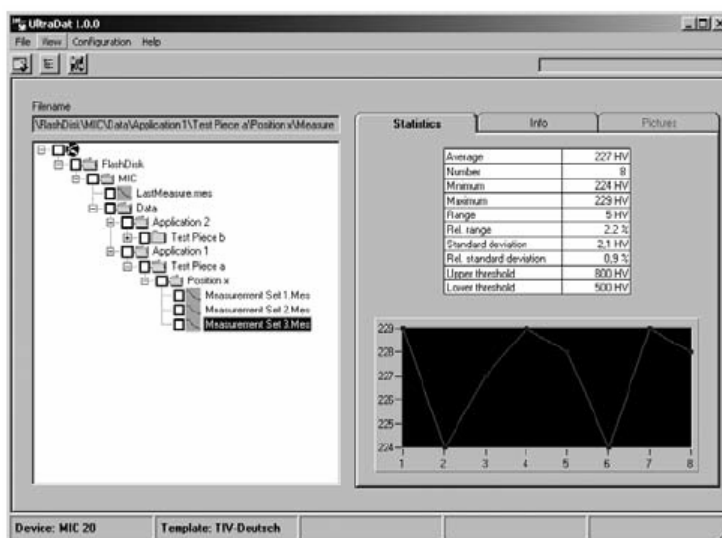 UltraDat 1.0.0
File View Configuration Help
Filename
\FlashDisk\MIC\Data\Application 1\Test Piece a\Position x\Measure
FlashDisk
MIC
LastMeasure.mes
Data
Application 2
Test Piece b
Application 1
Test Piece a
Position x
Measurement Set 1.Mes
Measurement Set 2.Mes
Measurement Set 3.Mes
Statistics Info Pictures
Average 227 HV
Number 8
Minimum 224 HV
Maximum 229 HV
Range 5 HV
Rel. range 2,2 %
Standard deviation 2,1 HV
Rel. standard deviation 0,9 %
Upper threshold 800 HV
Lower threshold 500 HV
229
228
227
226
225
224
1 2 3 4 5 6 7 8
Device: MIC 20 Template: TIV-Deutsch